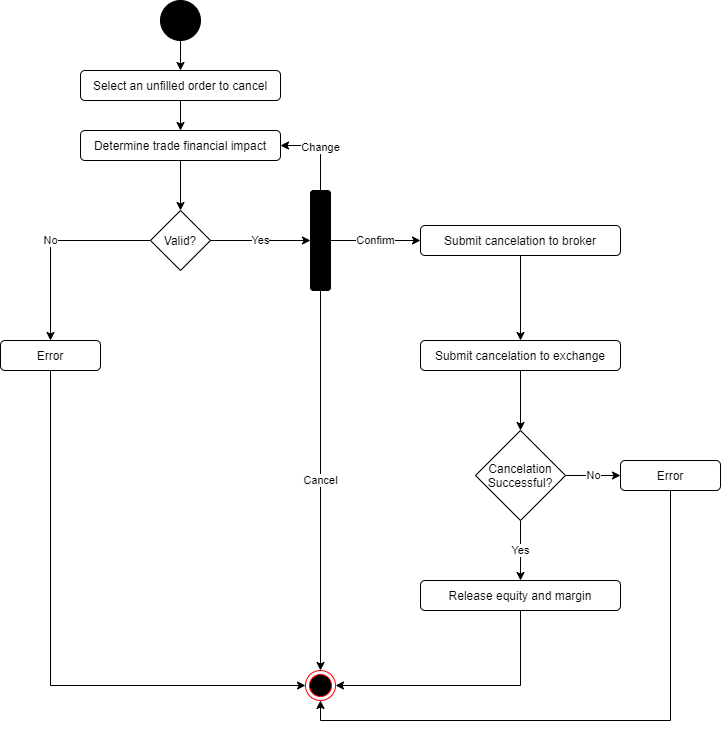 Select an unfilled order to cancel
Determine trade financial impact
Change
No
Valid?
Yes
Confirm
Submit cancelation to broker
Error
Submit cancelation to exchange
Cancelation
Successful?
No
Error
Cancel
Yes
Release equity and margin